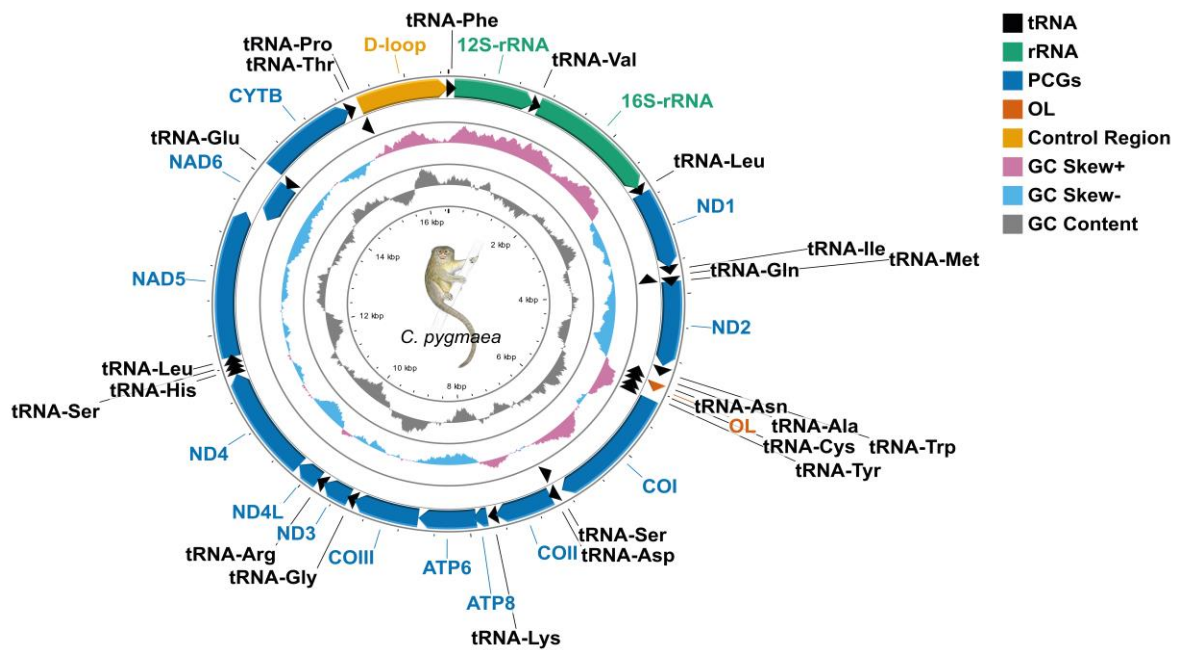 tRNA-Phe
tRNA-Pro
D-loop
12S-rRNA
tRNA-Thr
tRNA-Val
CYTB
16S-rRNA
tRNA-Glu
NAD6
tRNA-Leu
ND1
tRNA-Ile
tRNA-Gln
tRNA-Met
NAD5
ND2
16 kbp
2 kbp
14 kbp
4 kbp
12 kbp
C. pygmaea
6 kbp
10 kbp
8 kbp
tRNA-Leu
tRNA-His
tRNA-Ser
tRNA-Asn
OL
tRNA-Ala
tRNA-Cys
tRNA-Trp
tRNA-Tyr
ND4
COI
ND4L
ND3
tRNA-Arg
tRNA-Gly
COIII
ATP6
ATP8
tRNA-Lys
COII
tRNA-Ser
tRNA-Asp
tRNA
rRNA
PCGs
OL
Control Region
GC Skew+
GC Skew-
GC Content